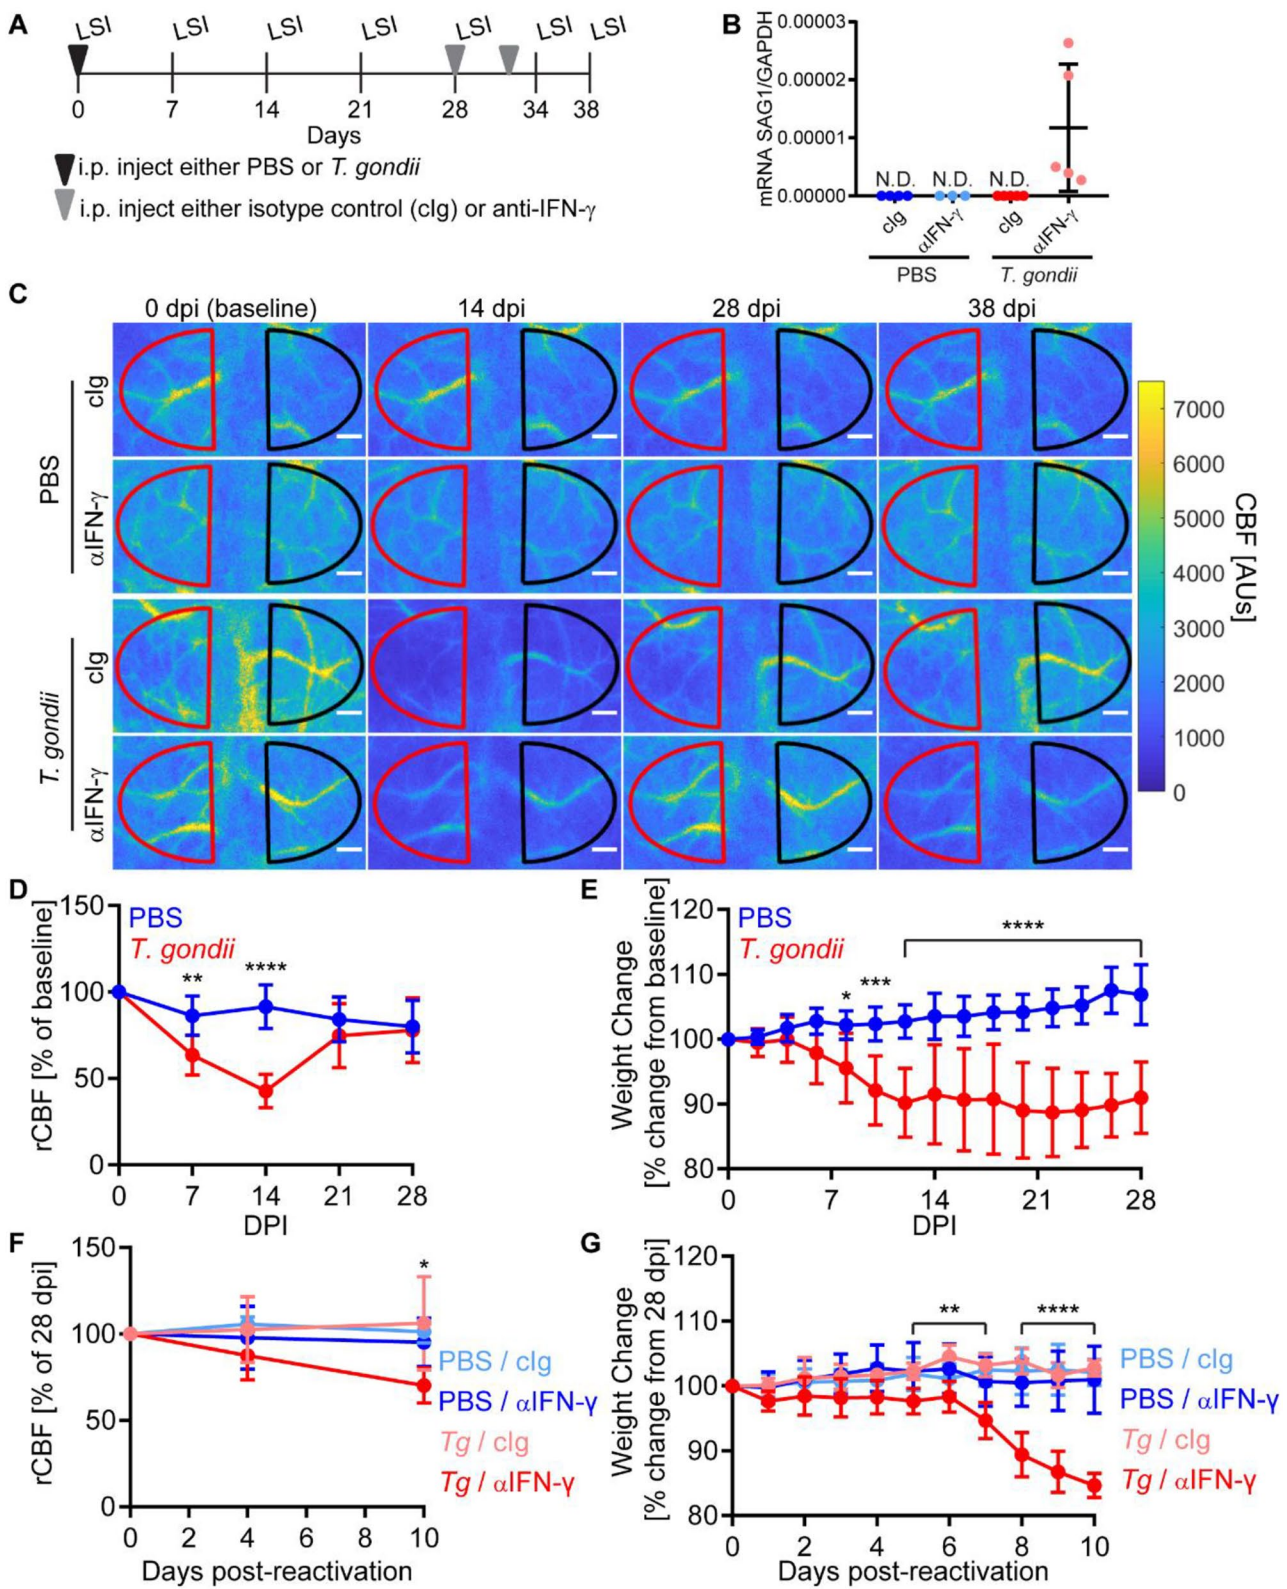 A
LSI LSI LSI LSI LSI LSI LSI
0 7 14 21 28 34 38
Days
i.p. inject either PBS or T. gondii
i.p. inject either isotype control (cIg) or anti-IFN-γ
B
mRNA SAG1/GAPDH
0.00003
0.00002
0.00001
0.00000
N.D. N.D. N.D.
cIg αIFN-γ cIg αIFN-γ
PBS T. gondii
C
0 dpi (baseline) 14 dpi 28 dpi 38 dpi
PBS
cIg
αIFN-γ
T. gondii
cIg
αIFN-γ
7000
6000
5000
4000
3000
2000
1000
0
CBF [AUs]
D
rCBF [% of baseline]
150
100
50
0
PBS
T. gondii
** ****
0 7 14 21 28
DPI
E
Weight Change
[% change from baseline]
120
110
100
90
80
PBS
T. gondii
* *** ****
0 7 14 21 28
DPI
F
rCBF [% of 28 dpi]
150
100
50
0
*
PBS / cIg
PBS / αIFN-γ
Tg / cIg
Tg / αIFN-γ
0 2 4 6 8 10
Days post-reactivation
G
Weight Change
[% change from 28 dpi]
120
110
100
90
80
** ****
PBS / cIg
PBS / αIFN-γ
Tg / cIg
Tg / αIFN-γ
0 2 4 6 8 10
Days post-reactivation